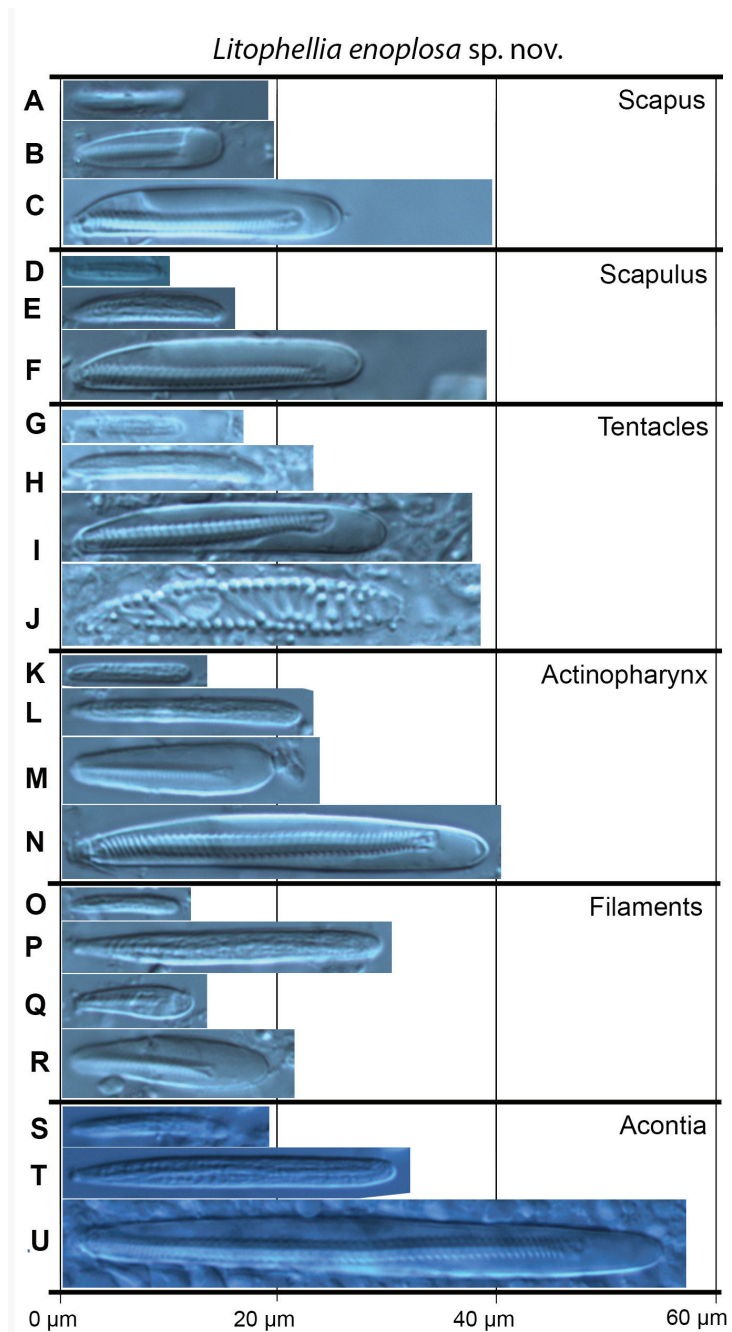 Litophellia enoplosa sp. nov.
A
Scapus
B
C
D
Scapulus
E
F
G
Tentacles
H
I
J
K
Actinopharynx
L
M
N
O
Filaments
P
Q
R
S
Acontia
T
U
0 µm 20 µm 40 µm 60 µm